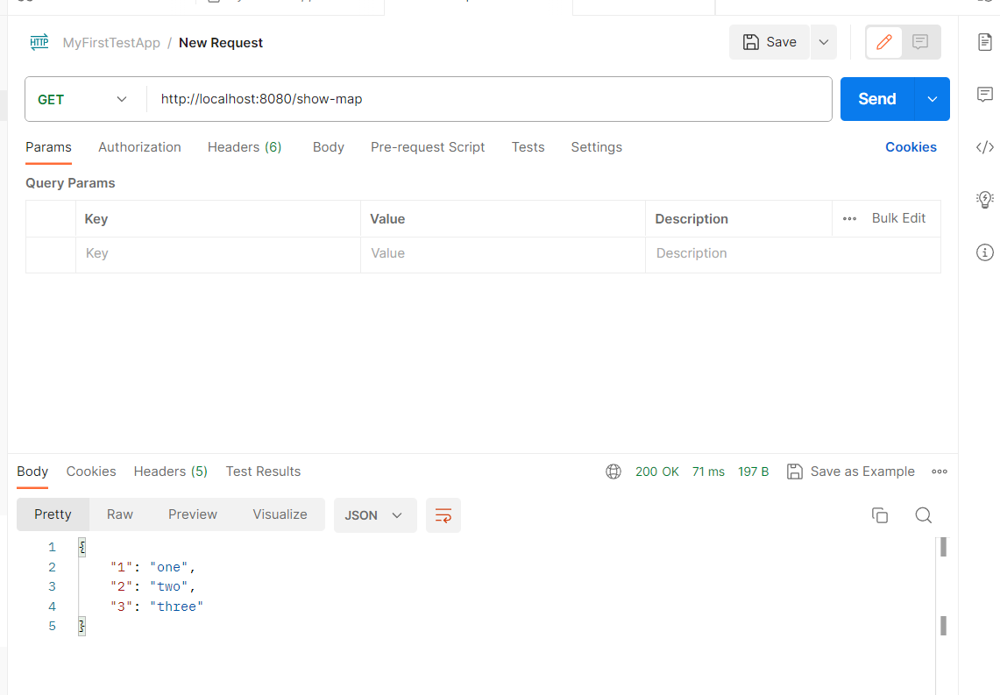 HTTP MyFirstTestApp / New Request Save
GET http://localhost:8080/show-map Send
Params Authorization Headers (6) Body Pre-request Script Tests Settings Cookies
Query Params
Key Value Description Bulk Edit
Key Value Description
Body Cookies Headers (5) Test Results 200 OK 71 ms 197 B Save as Example
Pretty Raw Preview Visualize JSON
1 {
2 "1": "one",
3 "2": "two",
4 "3": "three"
5 }